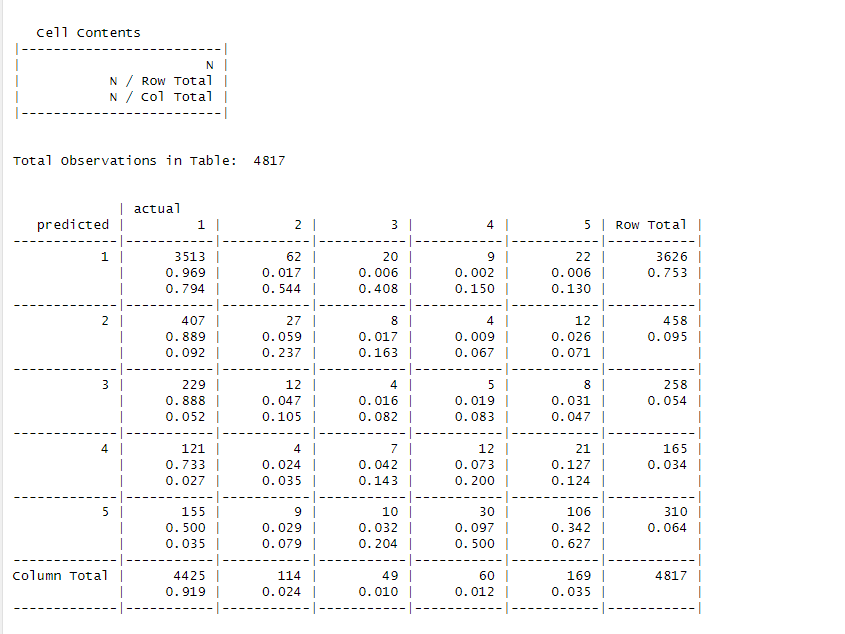 Cell Contents
|-------------------------|
|                       N |
|           N / Row Total |
|           N / Col Total |
|-------------------------|
Total Observations in Table:  4817
             | actual
   predicted |         1 |         2 |         3 |         4 |         5 | Row Total |
-------------|-----------|-----------|-----------|-----------|-----------|-----------|
           1 |      3513 |        62 |        20 |         9 |        22 |      3626 |
             |     0.969 |     0.017 |     0.006 |     0.002 |     0.006 |     0.753 |
             |     0.794 |     0.544 |     0.408 |     0.150 |     0.130 |           |
-------------|-----------|-----------|-----------|-----------|-----------|-----------|
           2 |       407 |        27 |         8 |         4 |        12 |       458 |
             |     0.889 |     0.059 |     0.017 |     0.009 |     0.026 |     0.095 |
             |     0.092 |     0.237 |     0.163 |     0.067 |     0.071 |           |
-------------|-----------|-----------|-----------|-----------|-----------|-----------|
           3 |       229 |        12 |         4 |         5 |         8 |       258 |
             |     0.888 |     0.047 |     0.016 |     0.019 |     0.031 |     0.054 |
             |     0.052 |     0.105 |     0.082 |     0.083 |     0.047 |           |
-------------|-----------|-----------|-----------|-----------|-----------|-----------|
           4 |       121 |         4 |         7 |        12 |        21 |       165 |
             |     0.733 |     0.024 |     0.042 |     0.073 |     0.127 |     0.034 |
             |     0.027 |     0.035 |     0.143 |     0.200 |     0.124 |           |
-------------|-----------|-----------|-----------|-----------|-----------|-----------|
           5 |       155 |         9 |        10 |        30 |       106 |       310 |
             |     0.500 |     0.029 |     0.032 |     0.097 |     0.342 |     0.064 |
             |     0.035 |     0.079 |     0.204 |     0.500 |     0.627 |           |
-------------|-----------|-----------|-----------|-----------|-----------|-----------|
Column Total |      4425 |       114 |        49 |        60 |       169 |      4817 |
             |     0.919 |     0.024 |     0.010 |     0.012 |     0.035 |           |
-------------|-----------|-----------|-----------|-----------|-----------|-----------|